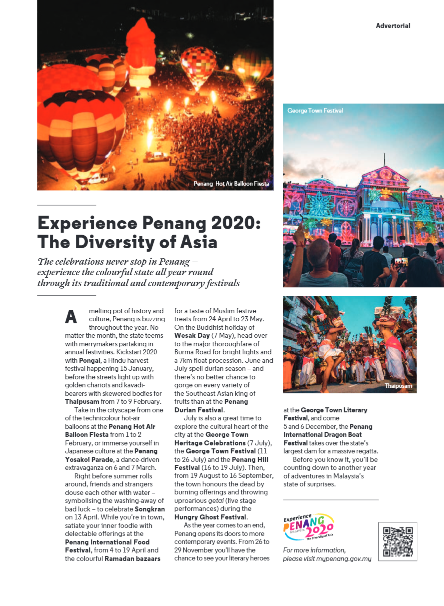 Advertorial
Penang Hot Air Balloon Fiesta
George Town Festival
Experience Penang 2020:
The Diversity of Asia
The celebrations never stop in Penang –
experience the colourful state all year round
through its traditional and contemporary festivals
A melting pot of history and
culture, Penang is buzzing
throughout the year. No
matter the month, the state teems
with merrymakers partaking in
annual festivities. Kickstart 2020
with Pongal, a Hindu harvest
festival happening 15 January,
before the streets light up with
golden chariots and kavadi-
bearers with skewered bodies for
Thaipusam from 7 to 9 February.
Take in the cityscape from one
of the technicolour hot-air
balloons at the Penang Hot Air
Balloon Fiesta from 1 to 2
February, or immerse yourself in
Japanese culture at the Penang
Yosakoi Parade, a dance-driven
extravaganza on 6 and 7 March.
Right before summer rolls
around, friends and strangers
douse each other with water –
symbolising the washing-away of
bad luck – to celebrate Songkran
on 13 April. While you're in town,
satiate your inner foodie with
delectable offerings at the
Penang International Food
Festival, from 4 to 19 April and
the colourful Ramadan bazaars
for a taste of Muslim festive
treats from 24 April to 23 May.
On the Buddhist holiday of
Wesak Day (7 May), head over
to the major thoroughfare of
Burma Road for bright lights and
a 7km float procession. June and
July spell durian season – and
there's no better chance to
gorge on every variety of
the Southeast Asian king of
fruits than at the Penang
Durian Festival.
July is also a great time to
explore the cultural heart of the
city at the George Town
Heritage Celebrations (7 July),
the George Town Festival (11
to 26 July) and the Penang Hill
Festival (16 to 19 July). Then,
from 19 August to 16 September,
the town honours the dead by
burning offerings and throwing
uproarious getai (live stage
performances) during the
Hungry Ghost Festival.
As the year comes to an end,
Penang opens its doors to more
contemporary events. From 26 to
29 November you'll have the
chance to see your literary heroes
Thaipusam
at the George Town Literary
Festival, and come
5 and 6 December, the Penang
International Dragon Boat
Festival takes over the state's
largest dam for a massive regatta.
Before you know it, you'll be
counting down to another year
of adventures in Malaysia's
state of surprises.
Experience
PENANG
2020
For more information,
please visit mypenang.gov.my